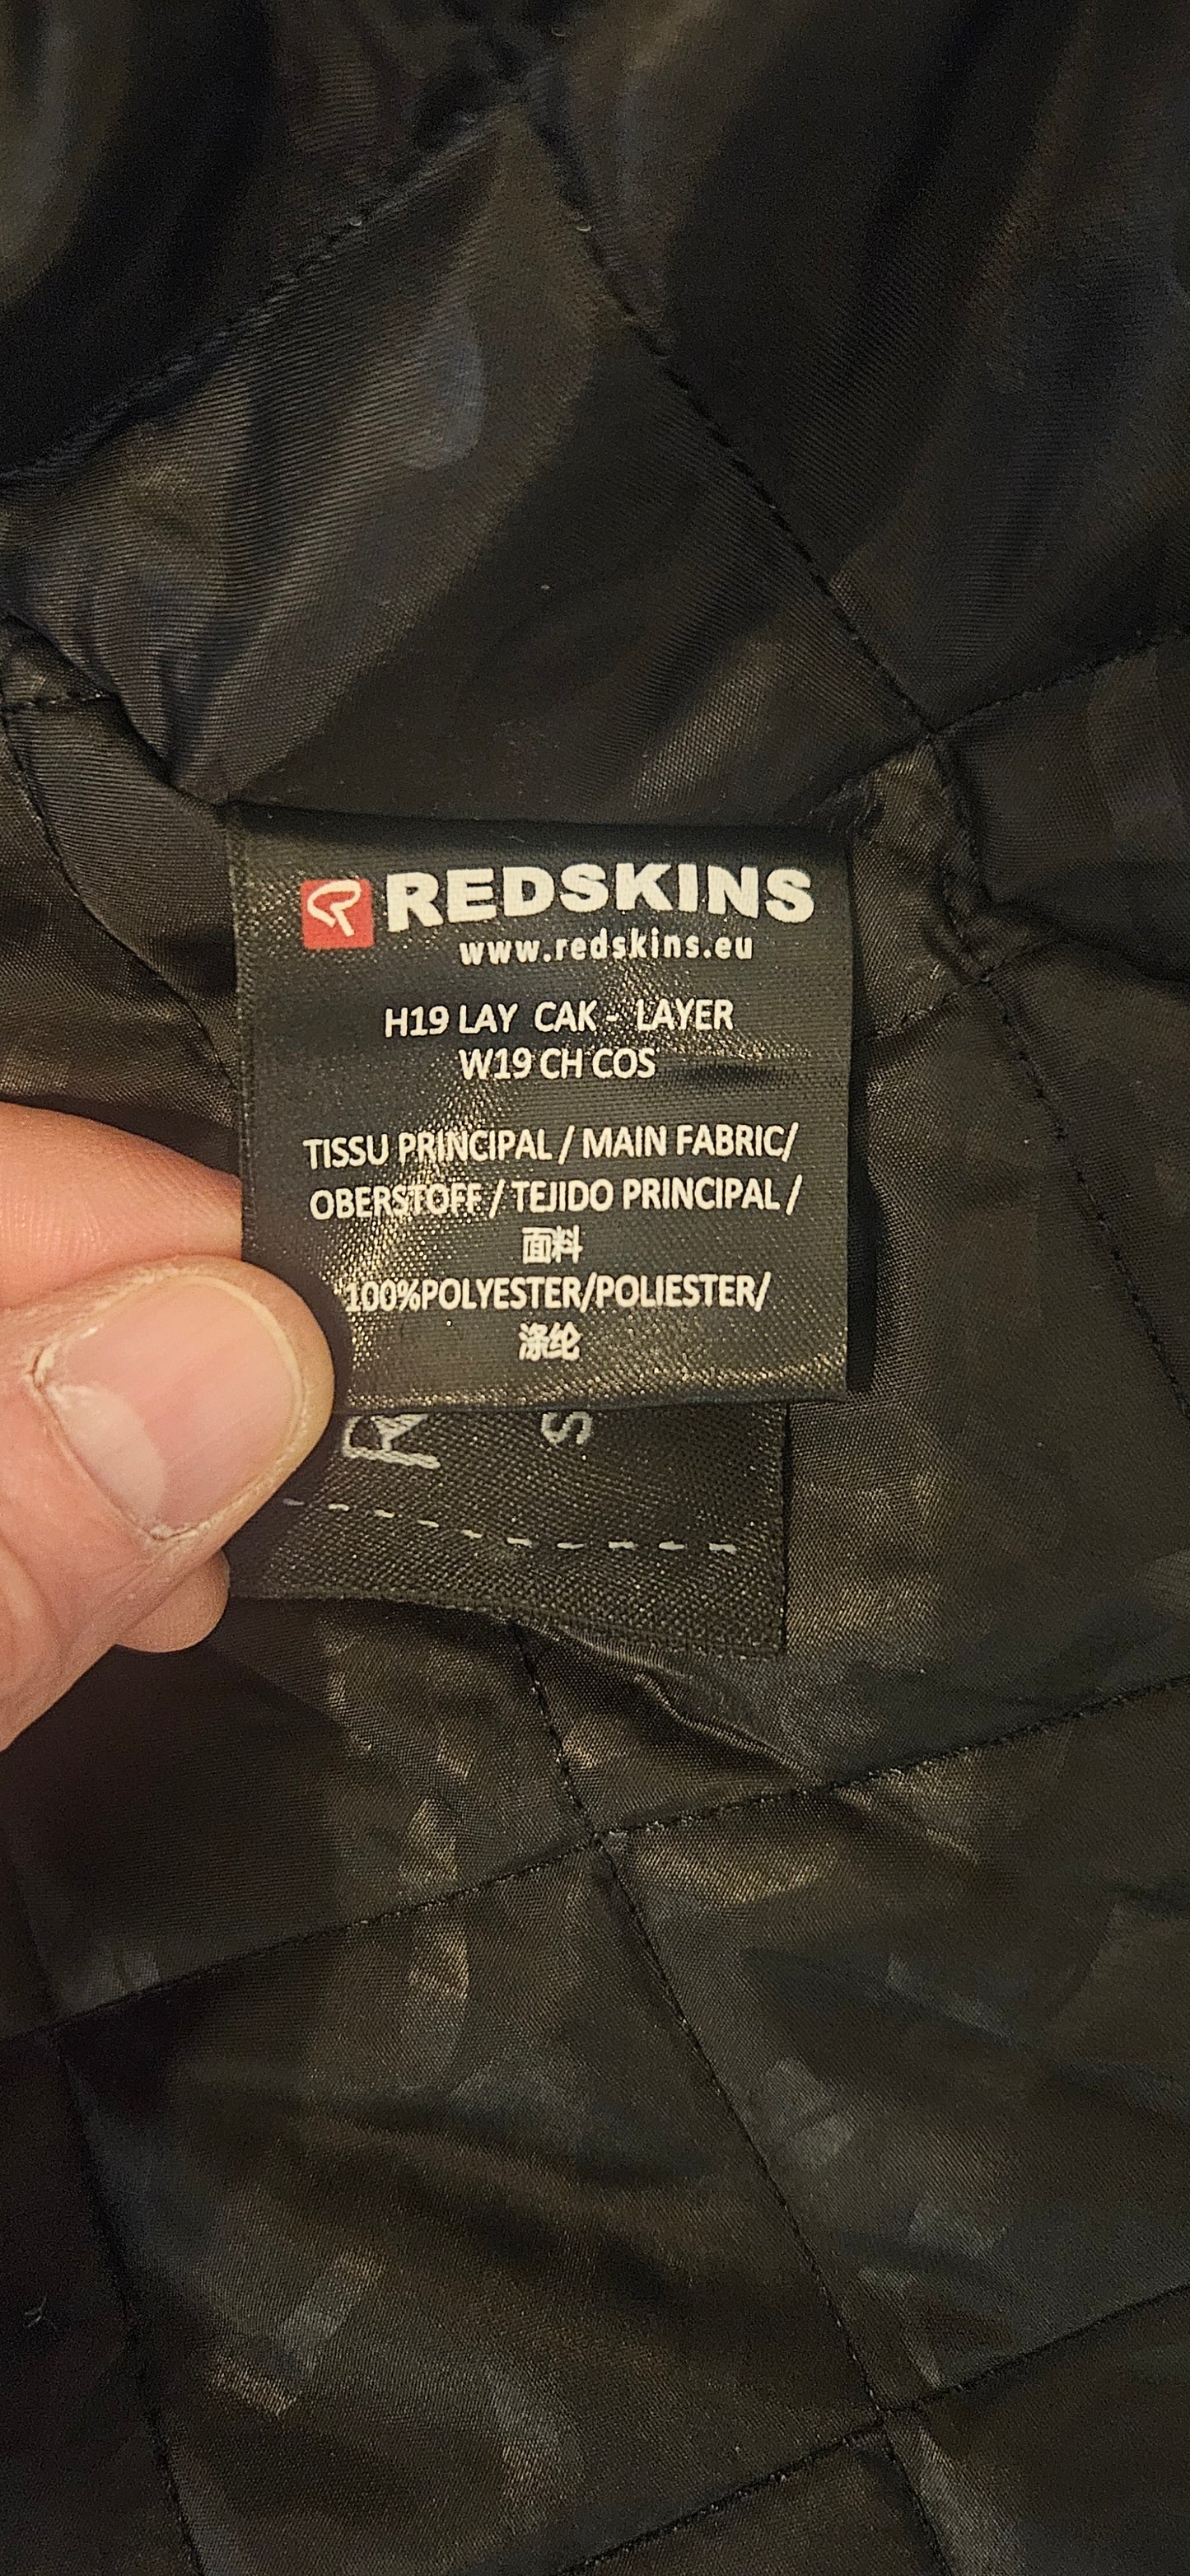 REDSKINS
www.redskins.eu
H19 LAY CAK - LAYER
W19 CH COS
TISSU PRINCIPAL / MAIN FABRIC/
OBERSTOFF / TEJIDO PRINCIPAL /
面料
100%POLYESTER/POLIESTER/
涤纶